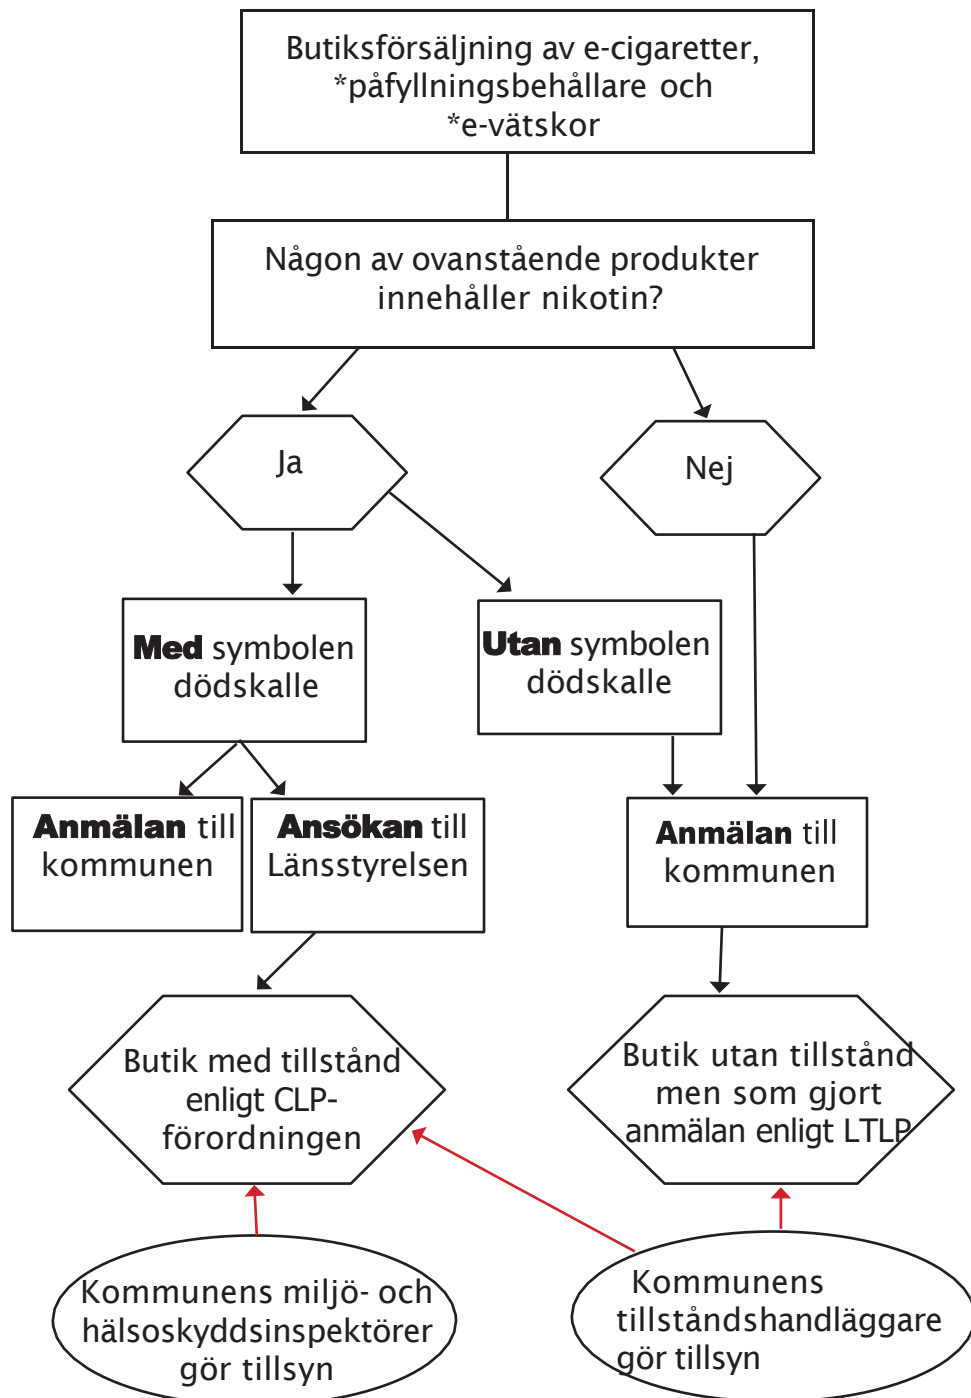 Butiksförsäljning av e-cigaretter,
*påfyllningsbehållare och
*e-vätskor
Någon av ovanstående produkter
innehåller nikotin?
Ja
Nej
Med symbolen
dödskalle
Utan symbolen
dödskalle
Anmälan till
kommunen
Ansökan till
Länsstyrelsen
Anmälan till
kommunen
Butik med tillstånd
enligt CLP-
förordningen
Butik utan tillstånd
men som gjort
anmälan enligt LTLP
Kommunens miljö- och
hälsoskyddsinspektörer
gör tillsyn
Kommunens
tillståndshandläggare
gör tillsyn